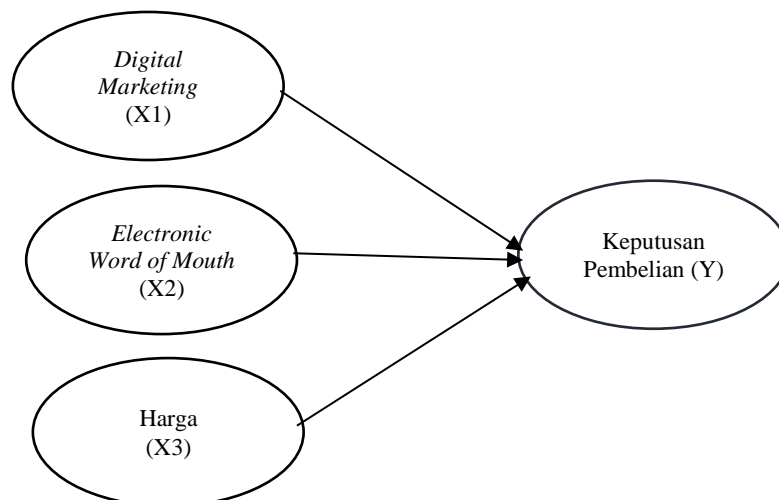 Digital
Marketing
(X1)
Electronic
Word of Mouth
(X2)
Harga
(X3)
Keputusan
Pembelian (Y)